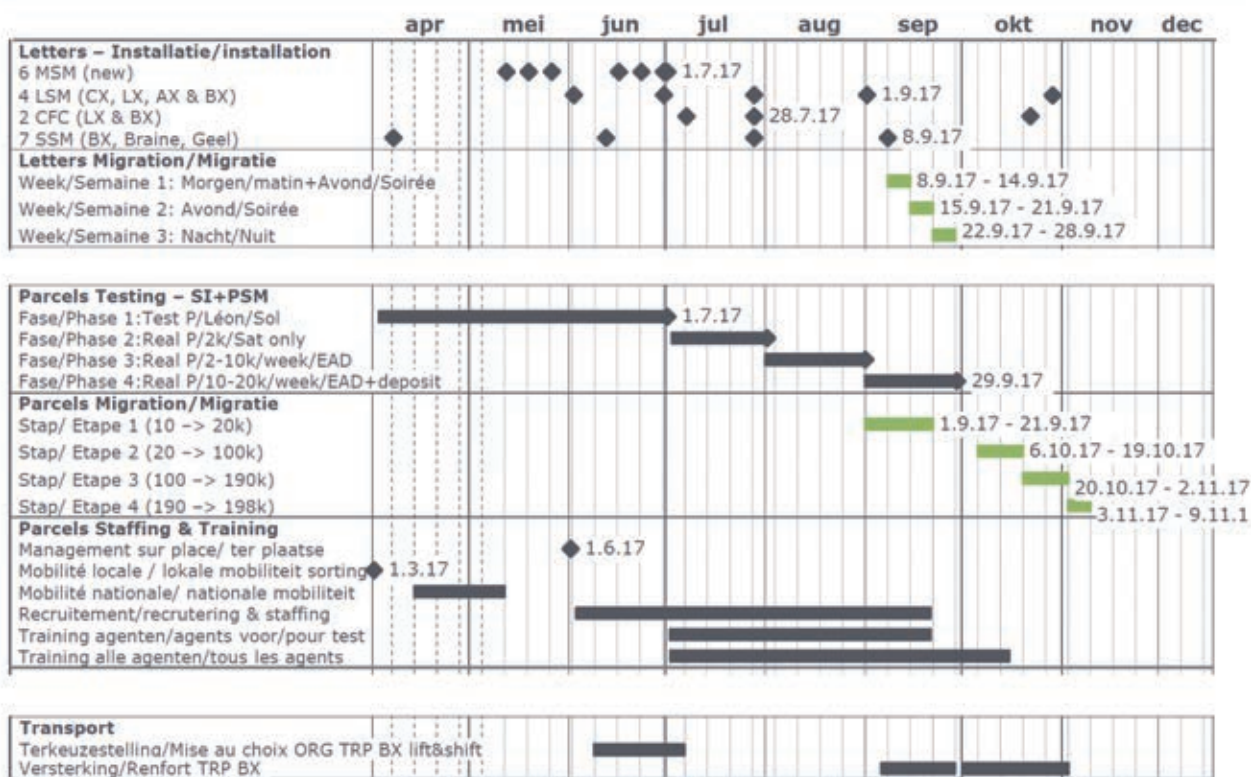 apr mei jun jul aug sep okt nov dec
Letters – Installatie/installation
6 MSM (new) 1.7.17
4 LSM (CX, LX, AX & BX) 1.9.17
2 CFC (LX & BX) 28.7.17
7 SSM (BX, Braine, Geel) 8.9.17
Letters Migration/Migratie
Week/Semaine 1: Morgen/matin+Avond/Soirée 8.9.17 - 14.9.17
Week/Semaine 2: Avond/Soirée 15.9.17 - 21.9.17
Week/Semaine 3: Nacht/Nuit 22.9.17 - 28.9.17
Parcels Testing – SI+PSM
Fase/Phase 1:Test P/Léon/Sol 1.7.17
Fase/Phase 2:Real P/2k/Sat only
Fase/Phase 3:Real P/2-10k/week/EAD
Fase/Phase 4:Real P/10-20k/week/EAD+deposit 29.9.17
Parcels Migration/Migratie
Stap/ Etape 1 (10 –> 20k) 1.9.17 - 21.9.17
Stap/ Etape 2 (20 –> 100k) 6.10.17 - 19.10.17
Stap/ Etape 3 (100 –> 190k) 20.10.17 - 2.11.17
Stap/ Etape 4 (190 –> 198k) 3.11.17 - 9.11.1
Parcels Staffing & Training
Management sur place/ ter plaatse 1.6.17
Mobilité locale / lokale mobiliteit sorting 1.3.17
Mobilité nationale/ nationale mobiliteit
Recruitement/recrutering & staffing
Training agenten/agents voor/pour test
Training alle agenten/tous les agents
Transport
Terkeuzestelling/Mise au choix ORG TRP BX lift&shift
Versterking/Renfort TRP BX